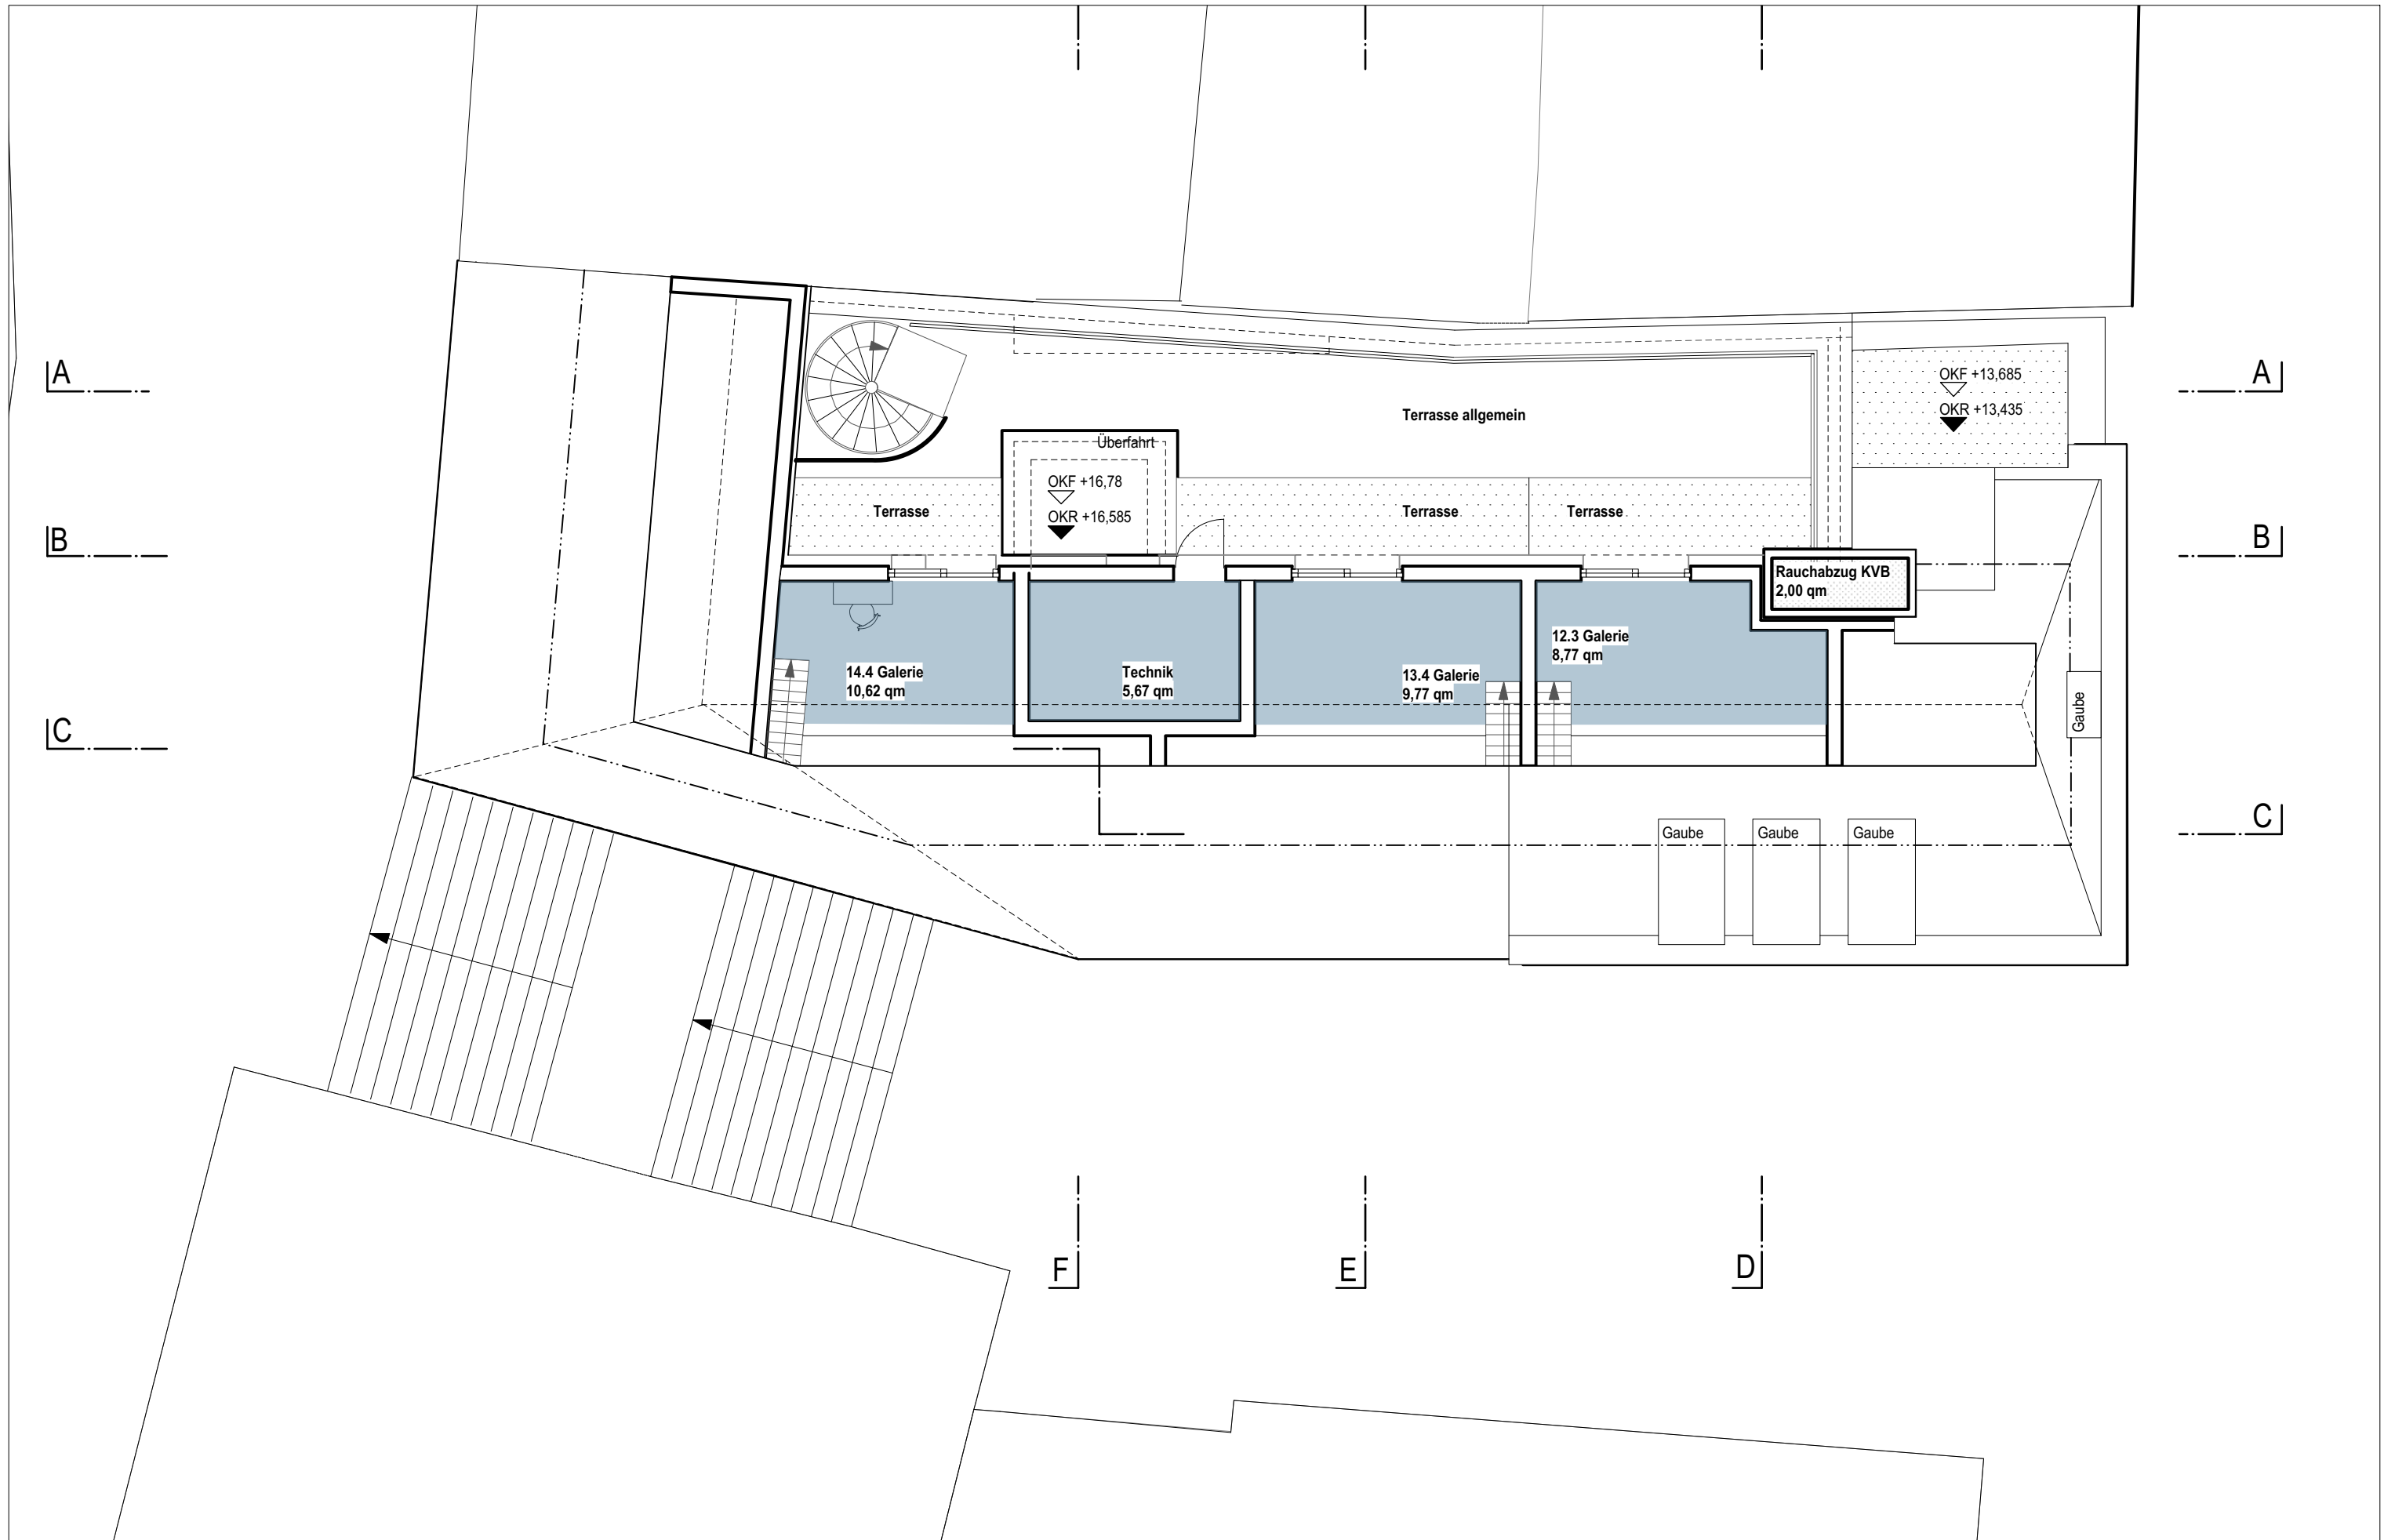 A
A
OKF +13,685
OKR +13,435
Terrasse allgemein
Überfahrt
OKF +16,78
OKR +16,585
Terrasse
Terrasse
Terrasse
B
B
Rauchabzug KVB
2,00 qm
12.3 Galerie
8,77 qm
14.4 Galerie
10,62 qm
Technik
5,67 qm
13.4 Galerie
9,77 qm
Gaube
C
C
Gaube
Gaube
Gaube
F
E
D